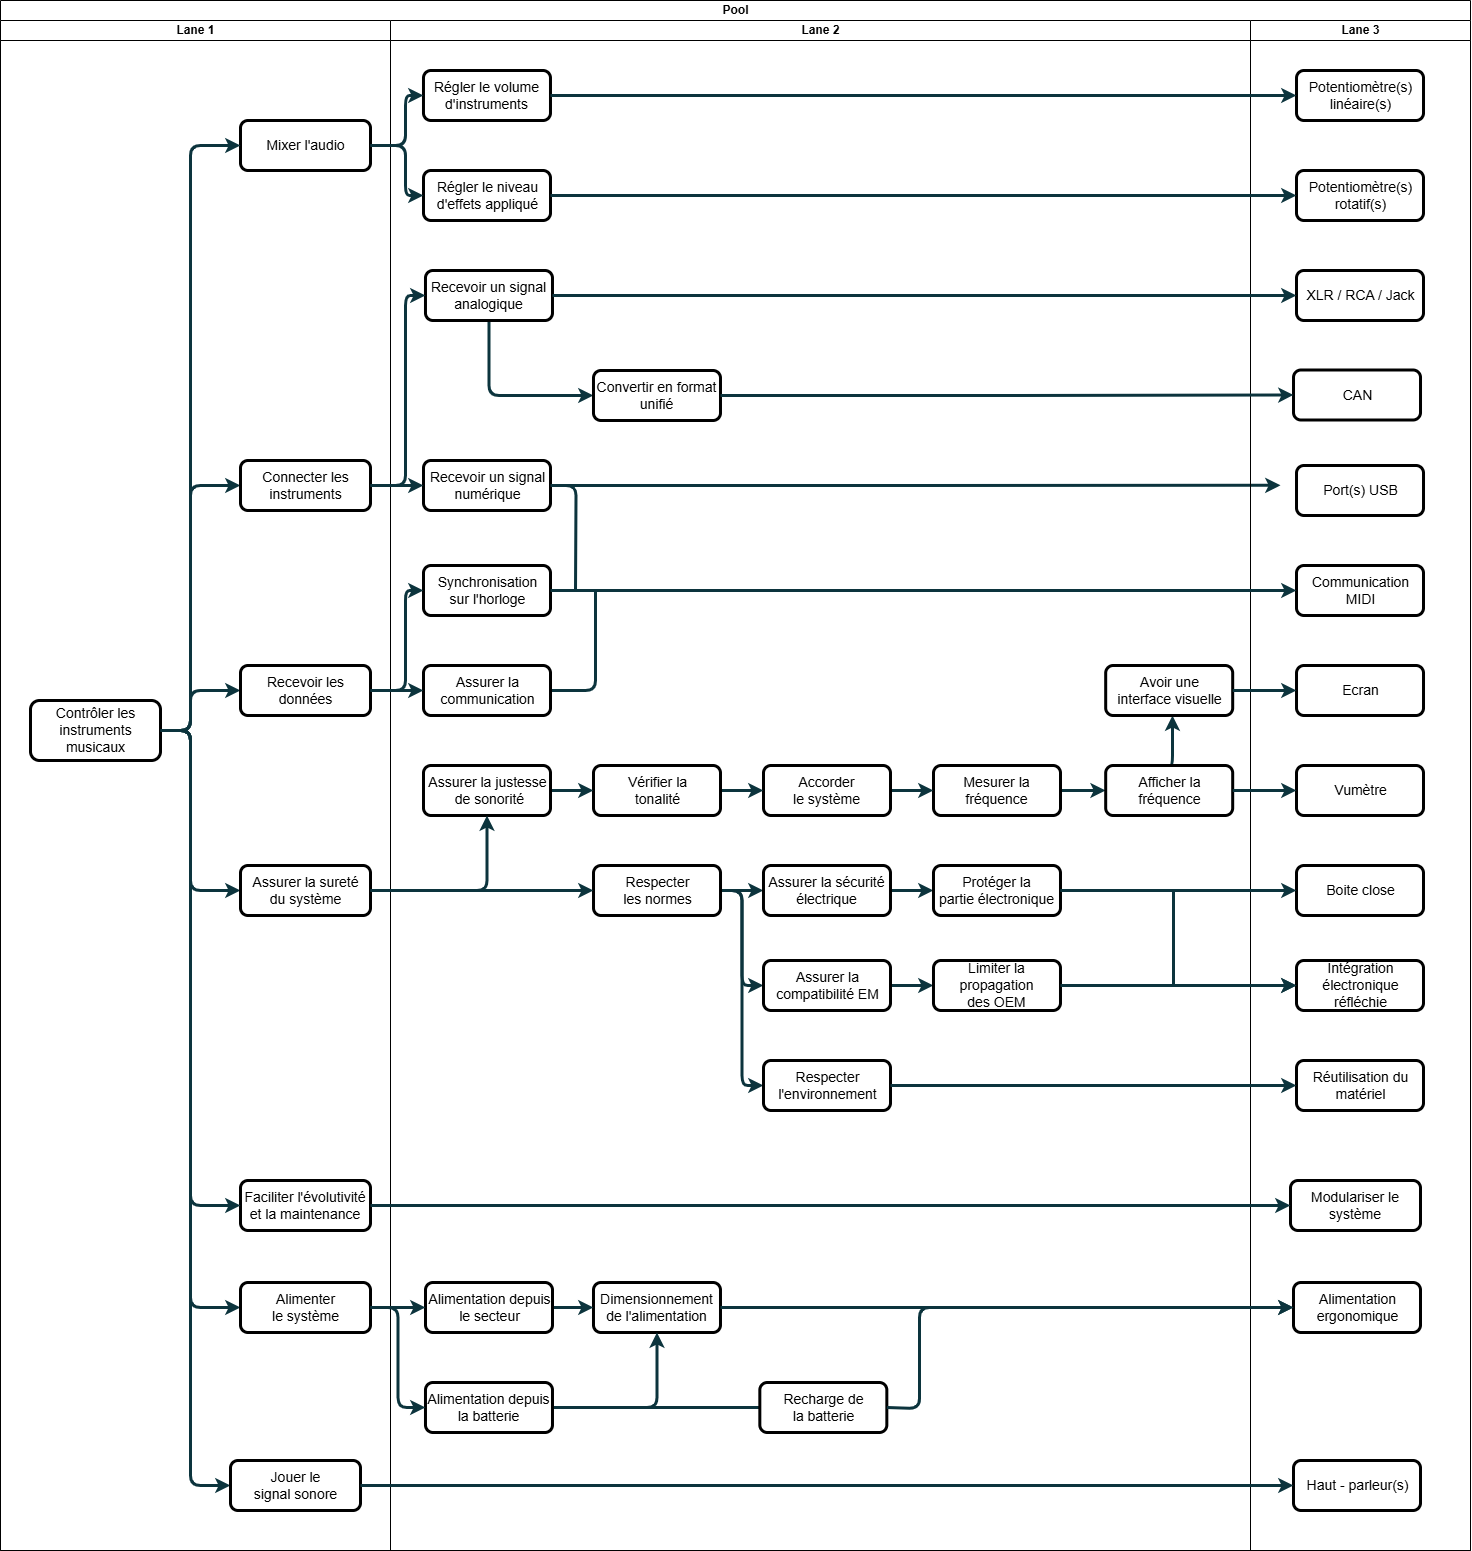 Pool
Lane 1
Lane 2
Lane 3
Régler le volume
d'instruments
Potentiomètre(s)
linéaire(s)
Mixer l'audio
Régler le niveau
d'effets appliqué
Potentiomètre(s)
rotatif(s)
Recevoir un signal
analogique
XLR / RCA / Jack
Convertir en format
unifié
CAN
Connecter les
instruments
Recevoir un signal
numérique
Port(s) USB
Synchronisation
sur l'horloge
Communication
MIDI
Recevoir les
données
Assurer la
communication
Avoir une
interface visuelle
Ecran
Contrôler les
instruments
musicaux
Assurer la justesse
de sonorité
Vérifier la
tonalité
Accorder
le système
Mesurer la
fréquence
Afficher la
fréquence
Vumètre
Assurer la sureté
du système
Respecter
les normes
Assurer la sécurité
électrique
Protéger la
partie électronique
Boite close
Assurer la
compatibilité EM
Limiter la
propagation
des OEM
Intégration
électronique
réfléchie
Respecter
l'environnement
Réutilisation du
matériel
Faciliter l'évolutivité
et la maintenance
Modulariser le
système
Alimenter
le système
Alimentation depuis
le secteur
Dimensionnement
de l'alimentation
Alimentation
ergonomique
Alimentation depuis
la batterie
Recharge de
la batterie
Jouer le
signal sonore
Haut - parleur(s)